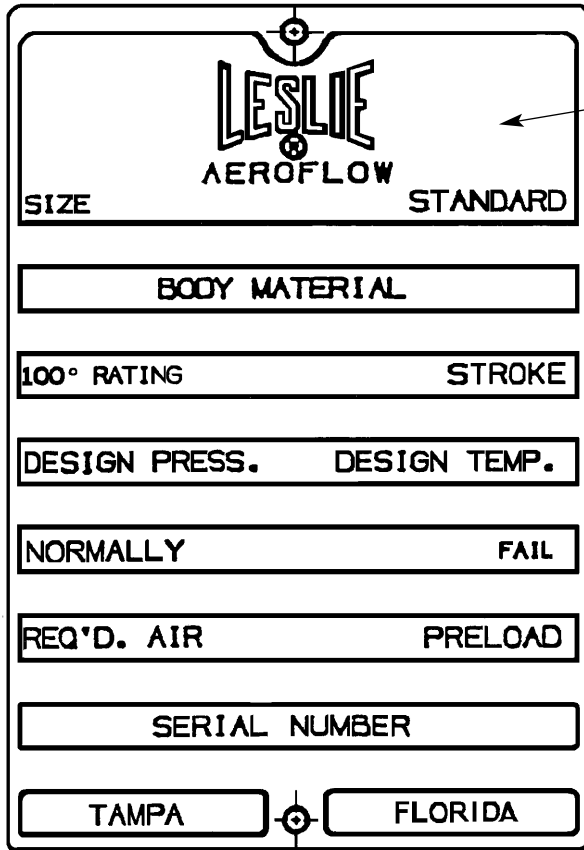 LESLIE
®
AEROFLOW
SIZE STANDARD
BODY MATERIAL
100° RATING STROKE
DESIGN PRESS. DESIGN TEMP.
NORMALLY FAIL
REQ'D. AIR PRELOAD
SERIAL NUMBER
TAMPA FLORIDA